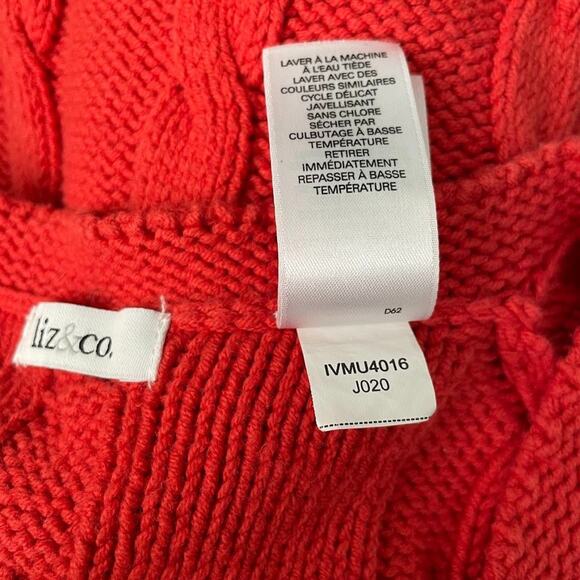 LAVER À LA MACHINE
À L'EAU TIÈDE
LAVER AVEC DES
COULEURS SIMILAIRES
CYCLE DÉLICAT
JAVELLISANT
SANS CHLORE
SÉCHER PAR
CULBUTAGE À BASSE
TEMPÉRATURE
RETIRER
IMMÉDIATEMENT
REPASSER À BASSE
TEMPÉRATURE
D62
liz&co.
IVMU4016
J020